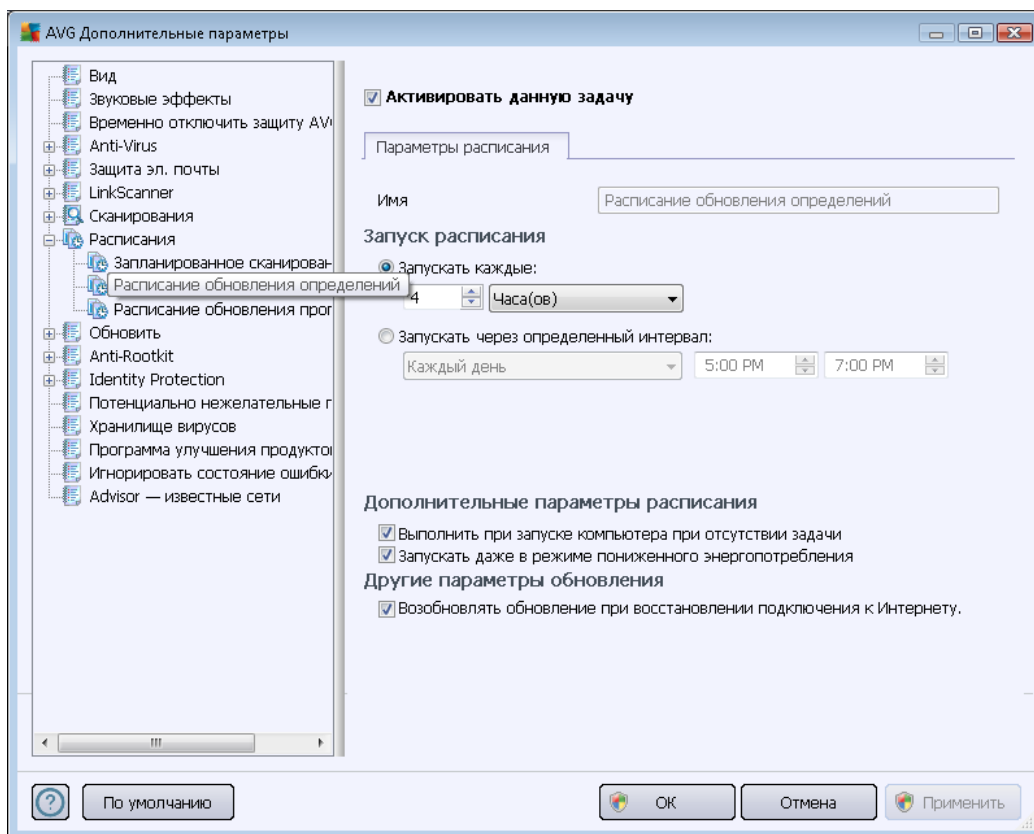 AVG Дополнительные параметры
Вид
Звуковые эффекты
Временно отключить защиту AV
Anti-Virus
Защита эл. почты
LinkScanner
Сканирования
Расписания
Запланированное сканирован
Расписание обновления определений
Расписание обновления прог
Обновить
Anti-Rootkit
Identity Protection
Потенциально нежелательные г
Хранилище вирусов
Программа улучшения продукто
Игнорировать состояние ошибки
Advisor — известные сети
Активировать данную задачу
Параметры расписания
Имя
Расписание обновления определений
Запуск расписания
Запускать каждые:
4 Часа(ов)
Запускать через определенный интервал:
Каждый день 5:00 PM 7:00 PM
Дополнительные параметры расписания
Выполнить при запуске компьютера при отсутствии задачи
Запускать даже в режиме пониженного энергопотребления
Другие параметры обновления
Возобновлять обновление при восстановлении подключения к Интернету.
По умолчанию
ОК
Отмена
Применить